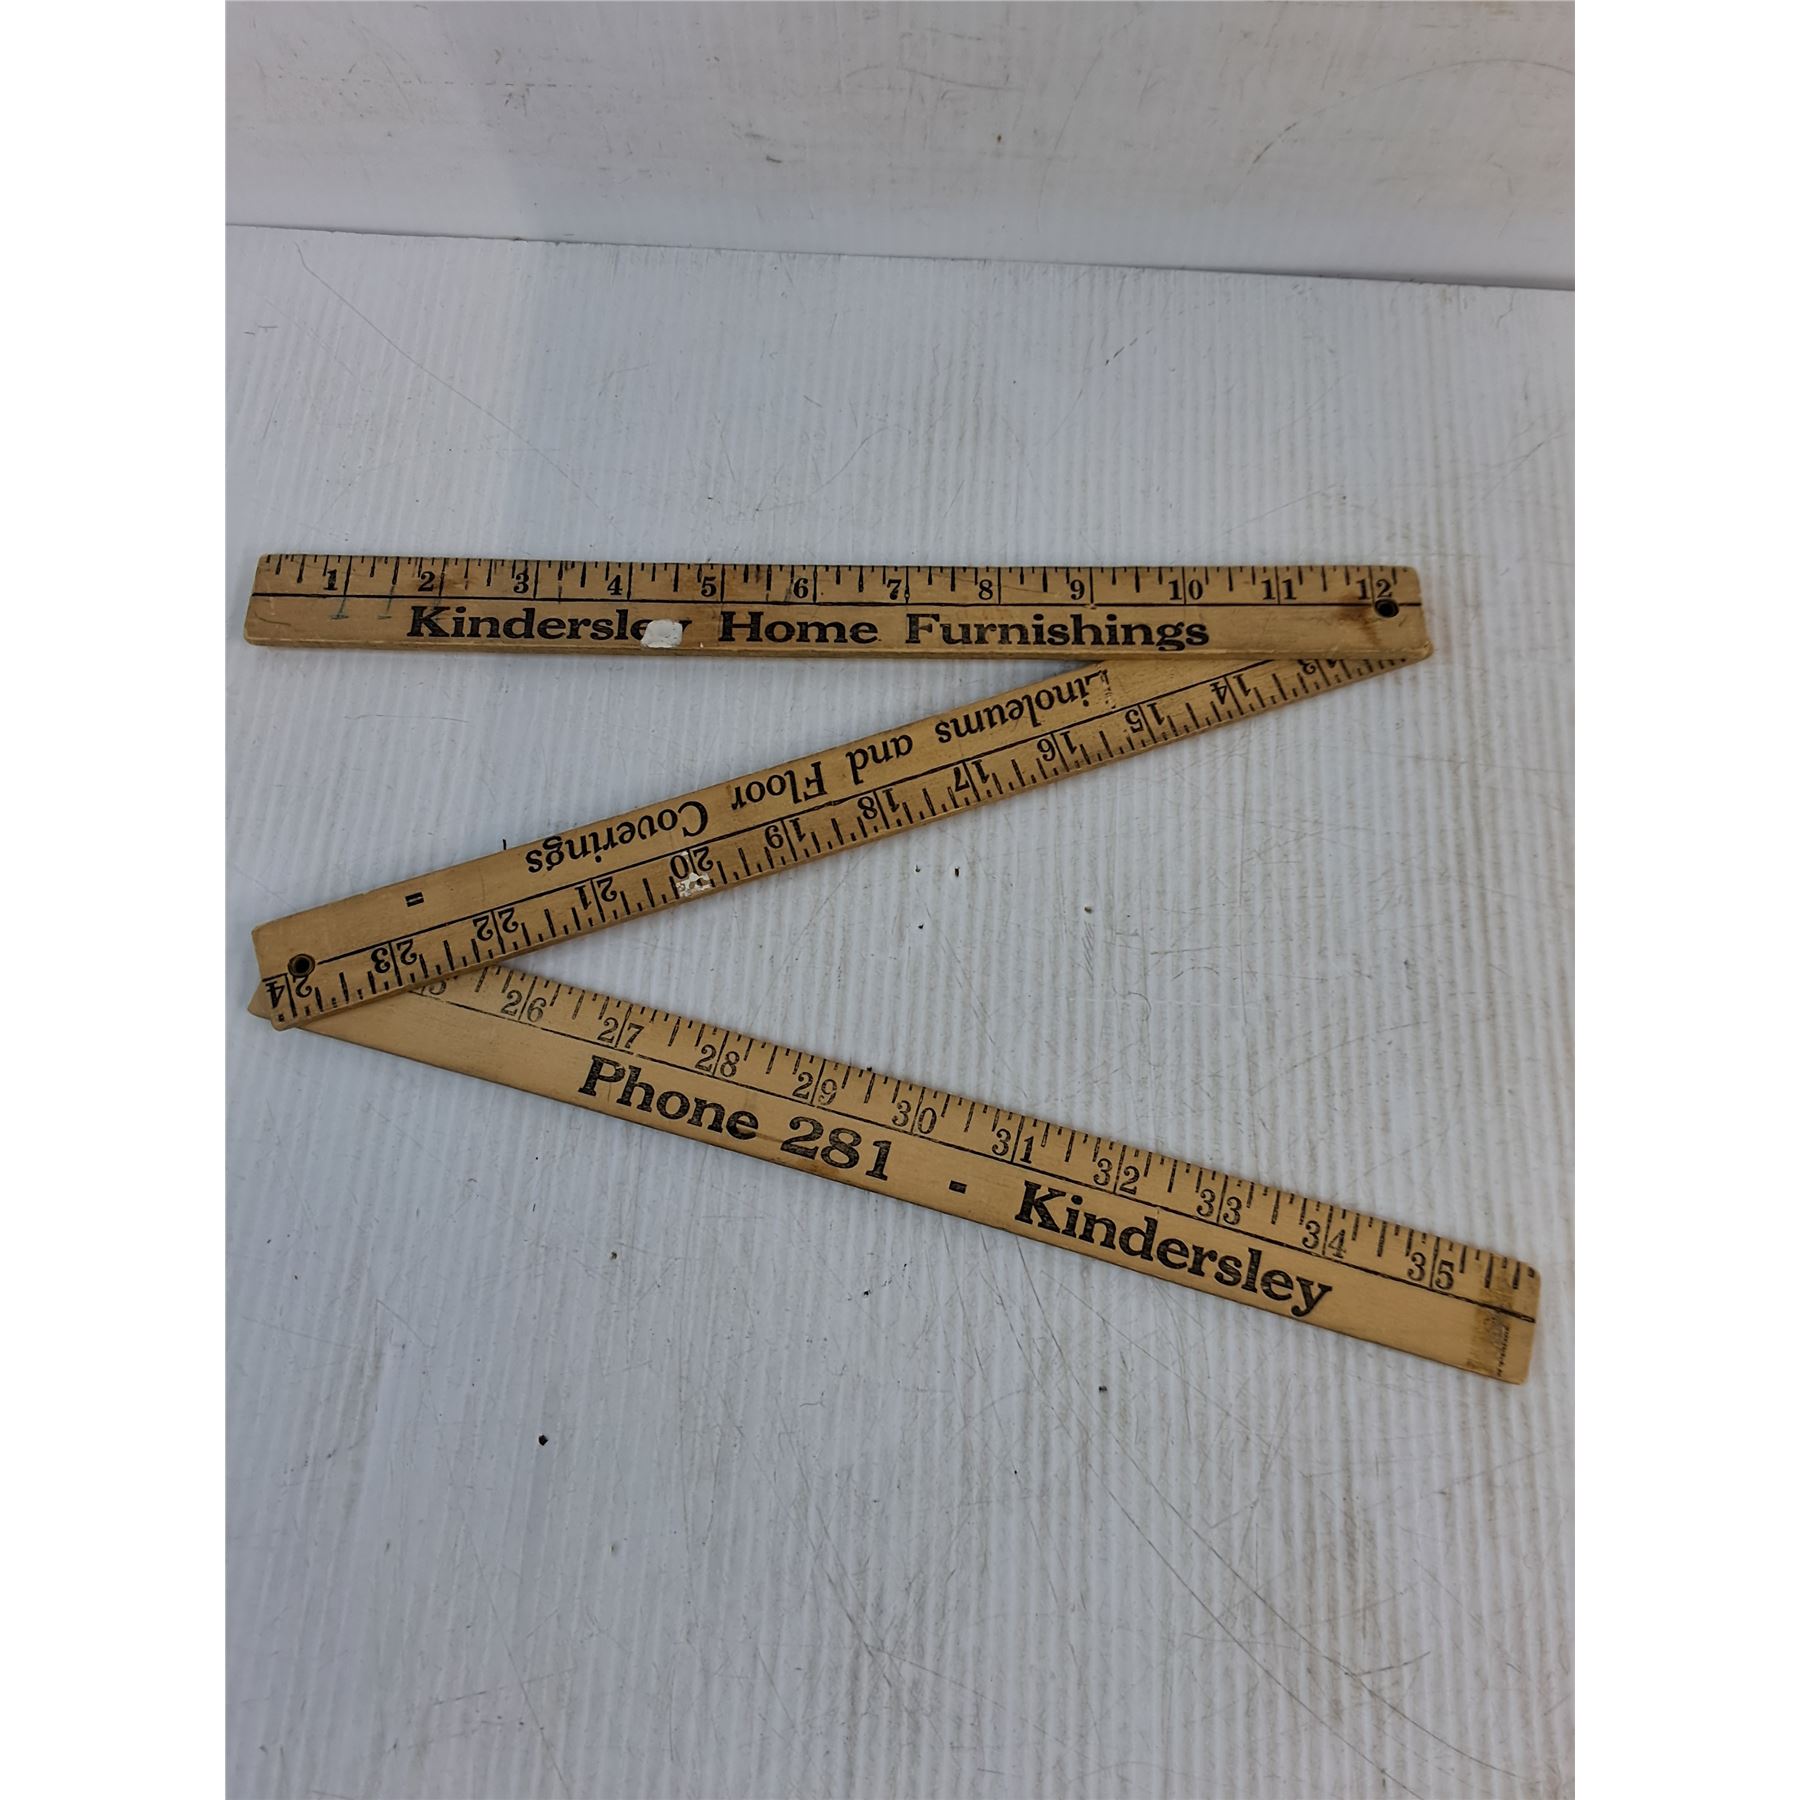 1 2 3 4 5 6 7 8 9 10 11 12
Kindersley Home Furnishings
Linoleums and Floor Coverings =
13 14 15 16 17 18 19 20 21 22 23 24
26 27 28 29 30 31 32 33 34 35
Phone 281 - Kindersley